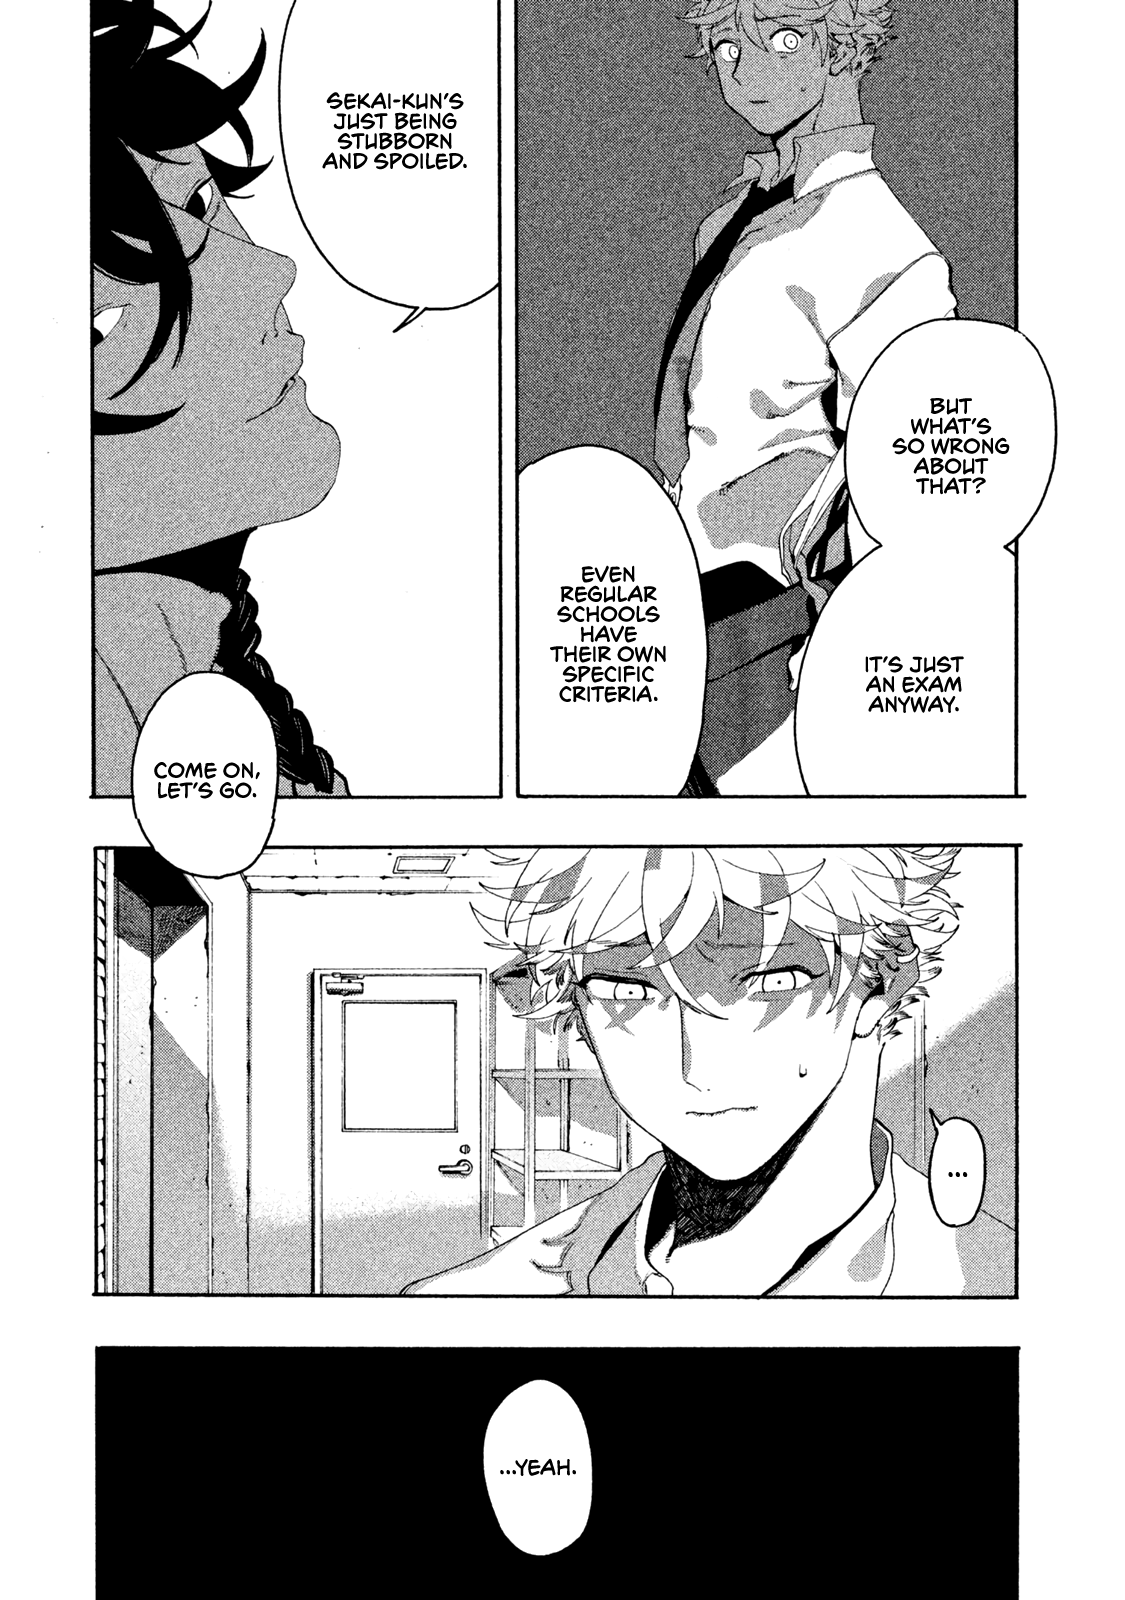 BUT
WHAT'S
SO WRONG
ABOUT
THAT?
IT'S JUST
AN EXAM
ANYWAY.
EVEN
REGULAR
SCHOOLS
HAVE
THEIR OWN
SPECIFIC
CRITERIA.
SEKAI-KUN'S
JUST BEING
STUBBORN
AND SPOILED.
COME ON,
LET'S GO.
...
...YEAH.